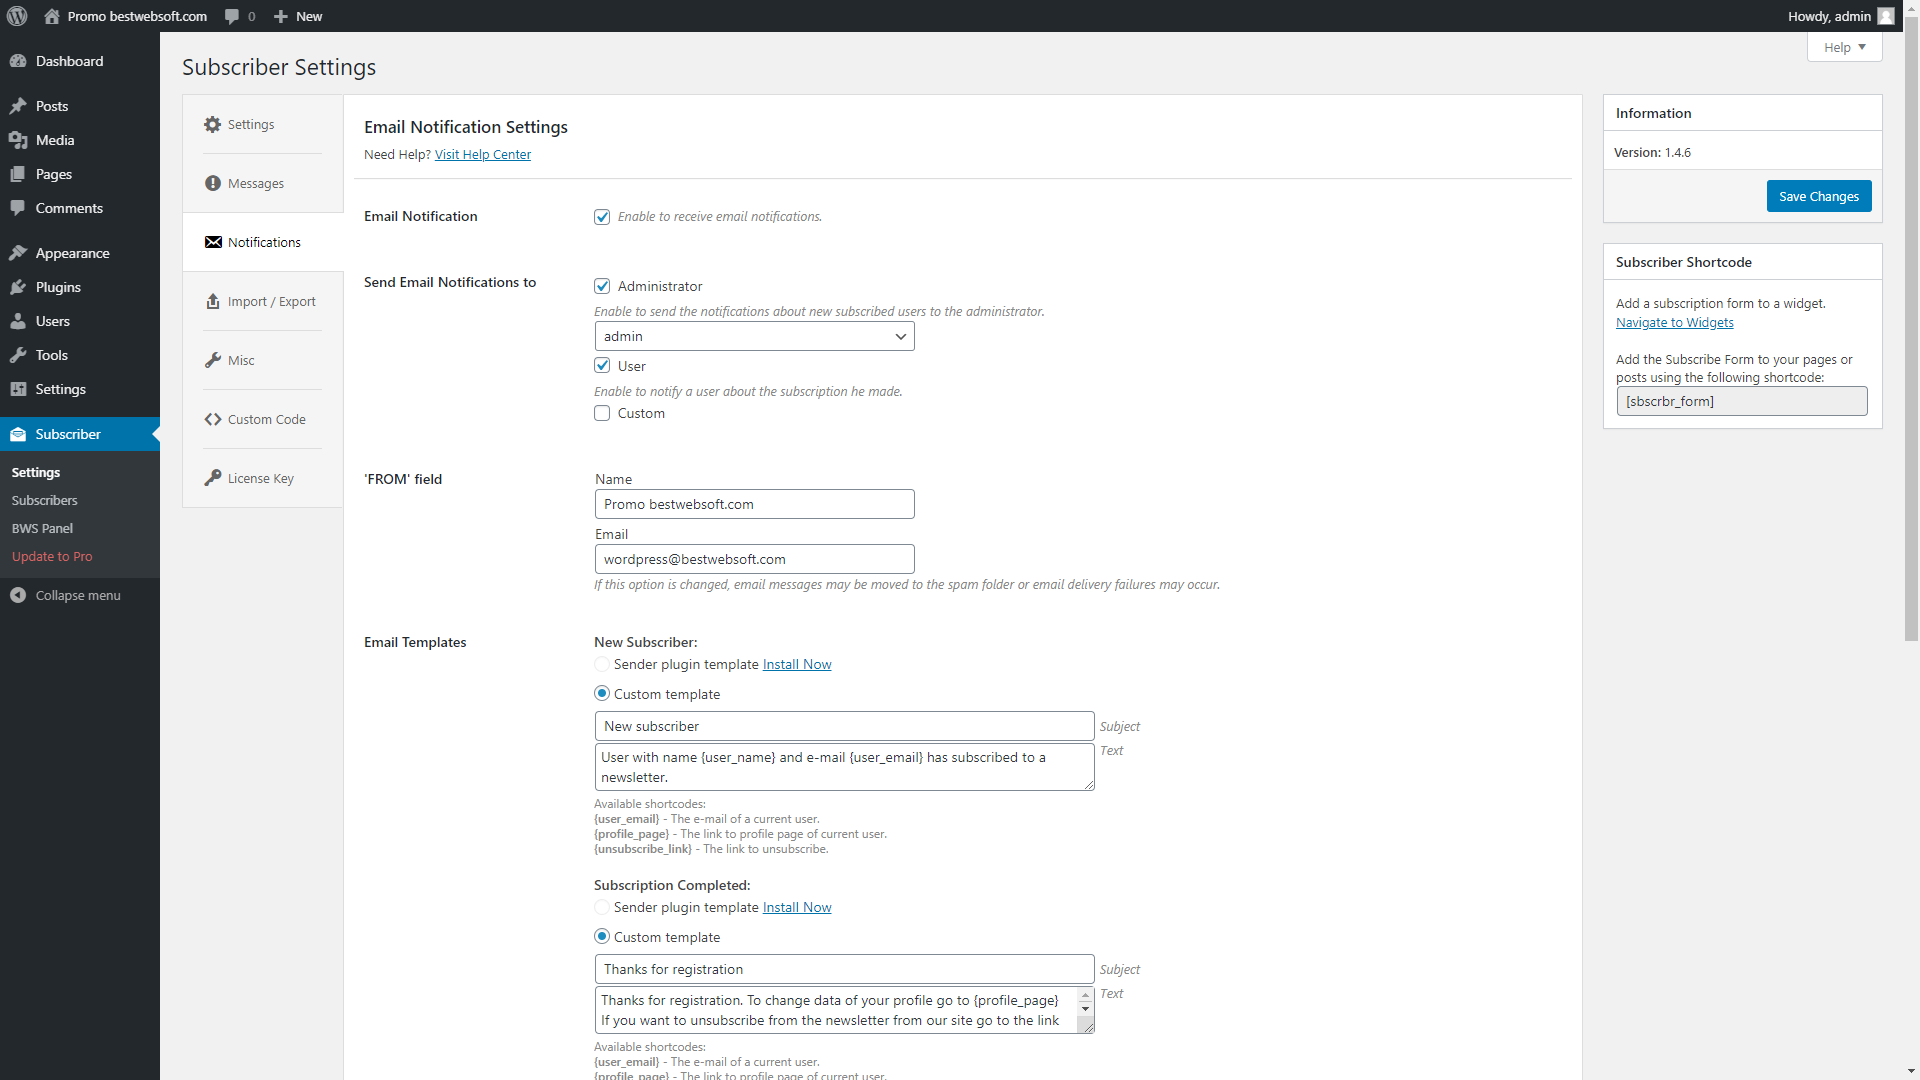 Promo bestwebsoft.com
0
New
Howdy, admin
Help
Dashboard
Posts
Media
Pages
Comments
Appearance
Plugins
Users
Tools
Settings
Subscriber
Settings
Subscribers
BWS Panel
Update to Pro
Collapse menu
Subscriber Settings
Settings
Messages
Notifications
Import / Export
Misc
Custom Code
License Key
Email Notification Settings
Need Help? Visit Help Center
Email Notification
Enable to receive email notifications.
Send Email Notifications to
Administrator
Enable to send the notifications about new subscribed users to the administrator.
admin
User
Enable to notify a user about the subscription he made.
Custom
'FROM' field
Name
Promo bestwebsoft.com
Email
wordpress@bestwebsoft.com
If this option is changed, email messages may be moved to the spam folder or email delivery failures may occur.
Email Templates
New Subscriber:
Sender plugin template Install Now
Custom template
New subscriber
Subject
User with name {user_name} and e-mail {user_email} has subscribed to a
newsletter.
Text
Available shortcodes:
{user_email} - The e-mail of a current user.
{profile_page} - The link to profile page of current user.
{unsubscribe_link} - The link to unsubscribe.
Subscription Completed:
Sender plugin template Install Now
Custom template
Thanks for registration
Subject
Thanks for registration. To change data of your profile go to {profile_page}
If you want to unsubscribe from the newsletter from our site go to the link
Text
Available shortcodes:
{user_email} - The e-mail of a current user.
{profile_page} - The link to profile page of current user.
Information
Version: 1.4.6
Save Changes
Subscriber Shortcode
Add a subscription form to a widget.
Navigate to Widgets
Add the Subscribe Form to your pages or
posts using the following shortcode:
[sbscrbr_form]